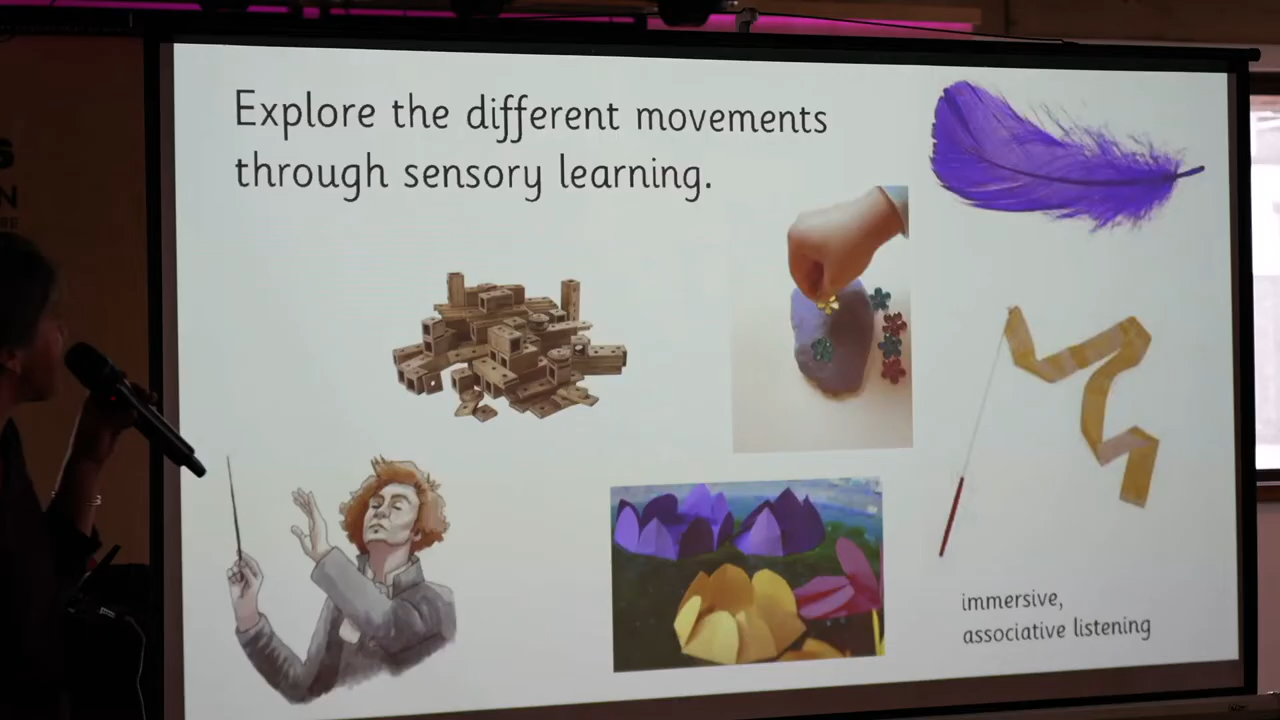 Explore the different movements
through sensory learning.
immersive,
associative listening